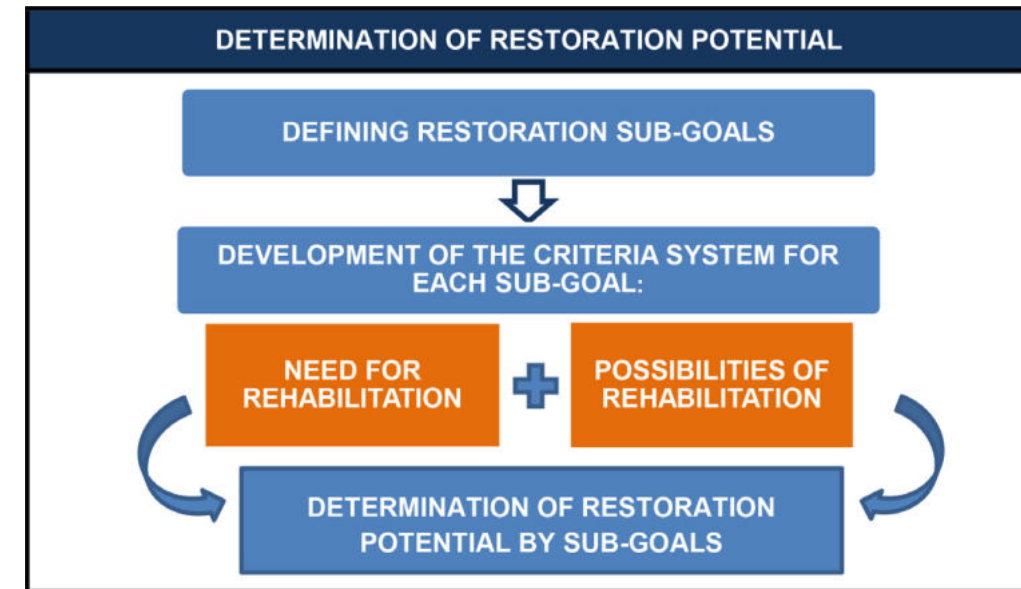 DETERMINATION OF RESTORATION POTENTIAL
DEFINING RESTORATION SUB-GOALS
DEVELOPMENT OF THE CRITERIA SYSTEM FOR
EACH SUB-GOAL:
NEED FOR
REHABILITATION
POSSIBILITIES OF
REHABILITATION
DETERMINATION OF RESTORATION
POTENTIAL BY SUB-GOALS